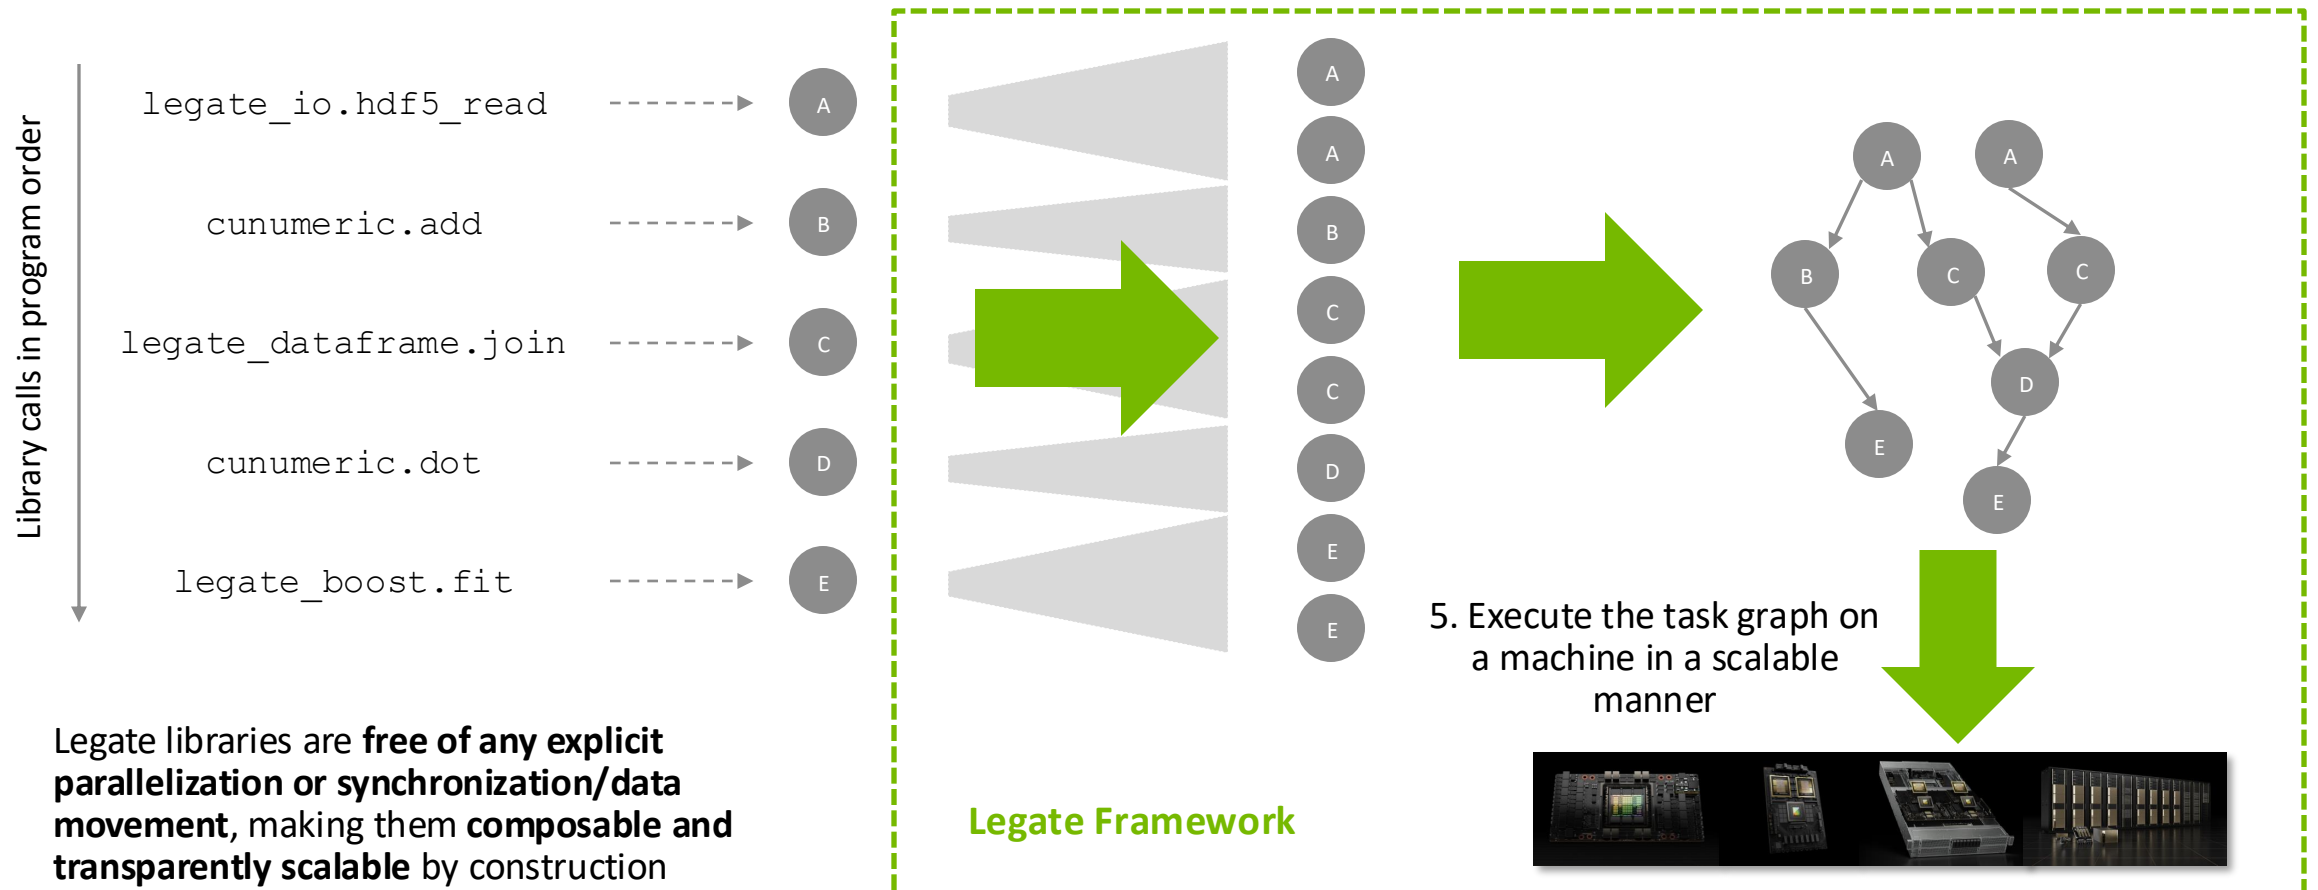 Library calls in program order
legate_io.hdf5_read
A
cunumeric.add
B
legate_dataframe.join
C
cunumeric.dot
D
legate_boost.fit
E
Legate libraries are free of any explicit
parallelization or synchronization/data
movement, making them composable and
transparently scalable by construction
A
A
B
C
C
D
E
E
Legate Framework
A
A
B
C
C
D
E
E
5. Execute the task graph on
a machine in a scalable
manner